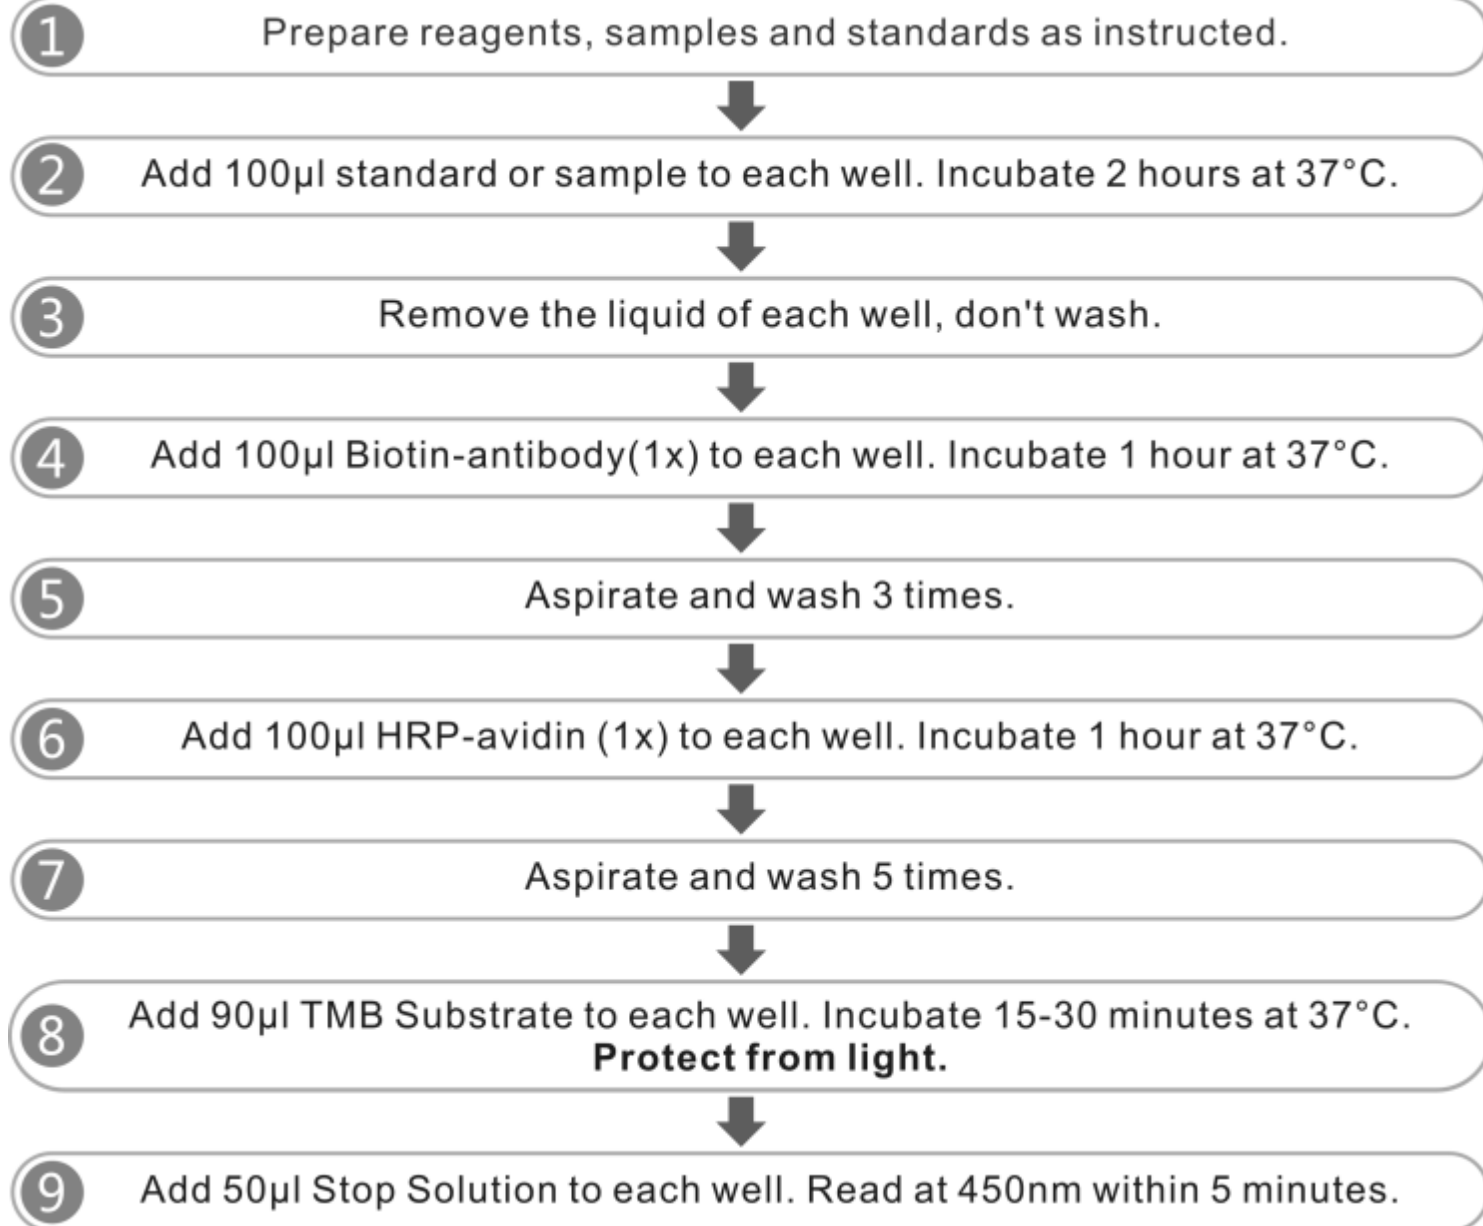 1 Prepare reagents, samples and standards as instructed.
2 Add 100µl standard or sample to each well. Incubate 2 hours at 37°C.
3 Remove the liquid of each well, don't wash.
4 Add 100µl Biotin-antibody(1x) to each well. Incubate 1 hour at 37°C.
5 Aspirate and wash 3 times.
6 Add 100µl HRP-avidin (1x) to each well. Incubate 1 hour at 37°C.
7 Aspirate and wash 5 times.
8 Add 90µl TMB Substrate to each well. Incubate 15-30 minutes at 37°C.
Protect from light.
9 Add 50µl Stop Solution to each well. Read at 450nm within 5 minutes.